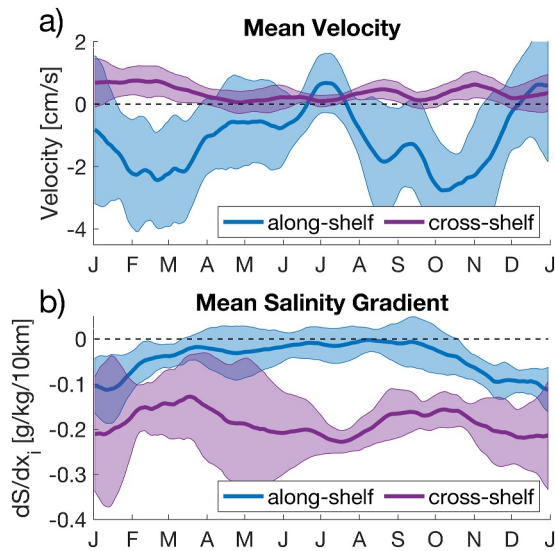 a)
Mean Velocity
Velocity [cm/s]
2
0
-2
-4
along-shelf cross-shelf
J F M A M J J A S O N D J
b)
Mean Salinity Gradient
dS/dxᵢ [g/kg/10km]
0
-0.1
-0.2
-0.3
-0.4
along-shelf cross-shelf
J F M A M J J A S O N D J